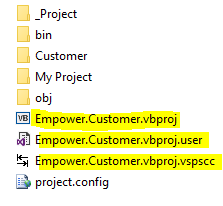 _Project
bin
Customer
My Project
obj
Empower.Customer.vbproj
Empower.Customer.vbproj.user
Empower.Customer.vbproj.vspscc
project.config